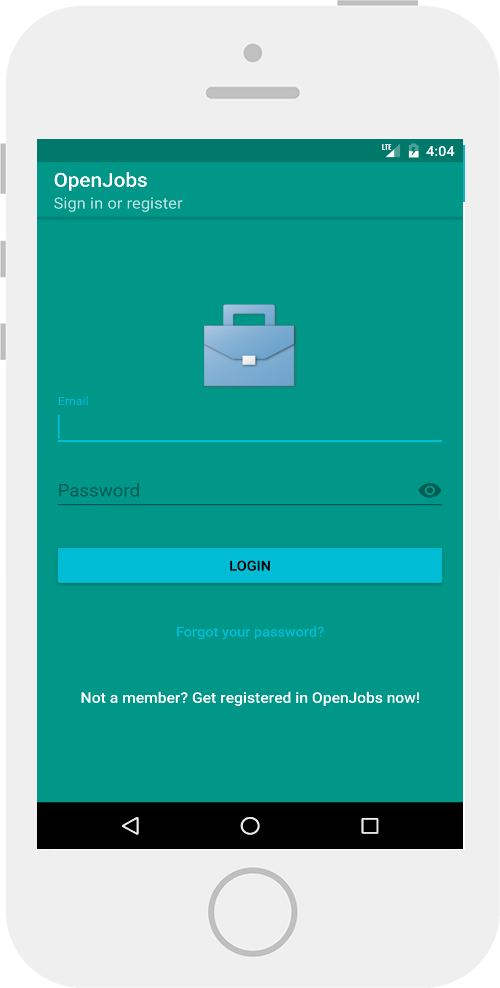 LTE 4:04
OpenJobs
Sign in or register
Email
Password
LOGIN
Forgot your password?
Not a member? Get registered in OpenJobs now!